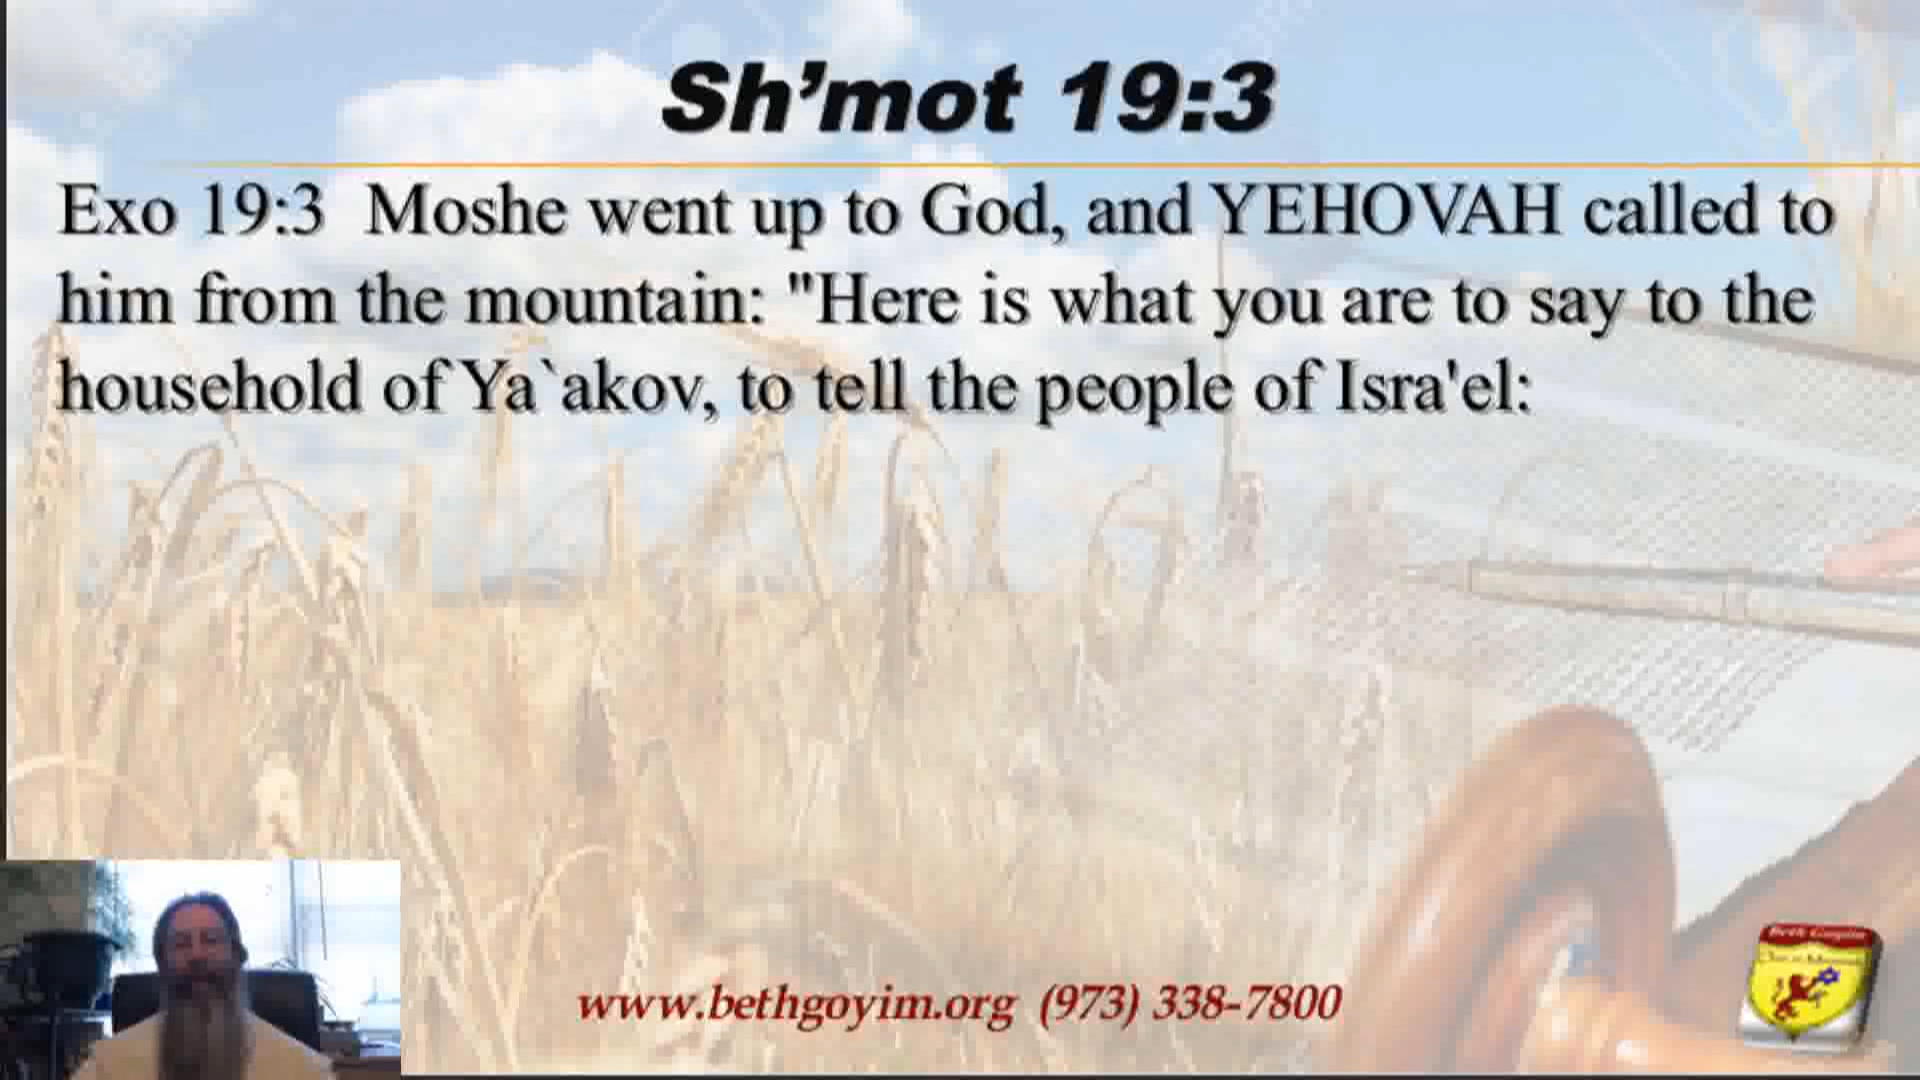 Sh’mot 19:3
Exo 19:3  Moshe went up to God, and YEHOVAH called to
him from the mountain: "Here is what you are to say to the
household of Ya`akov, to tell the people of Isra'el:
www.bethgoyim.org (973) 338-7800
Beth Goyim